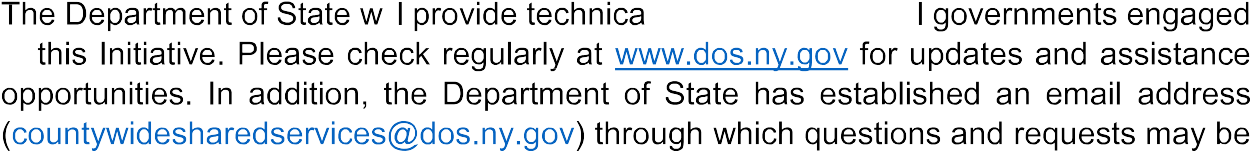 The Department of State w l provide technica l governments engaged
this Initiative. Please check regularly at www.dos.ny.gov for updates and assistance
opportunities. In addition, the Department of State has established an email address
(countywidesharedservices@dos.ny.gov) through which questions and requests may be